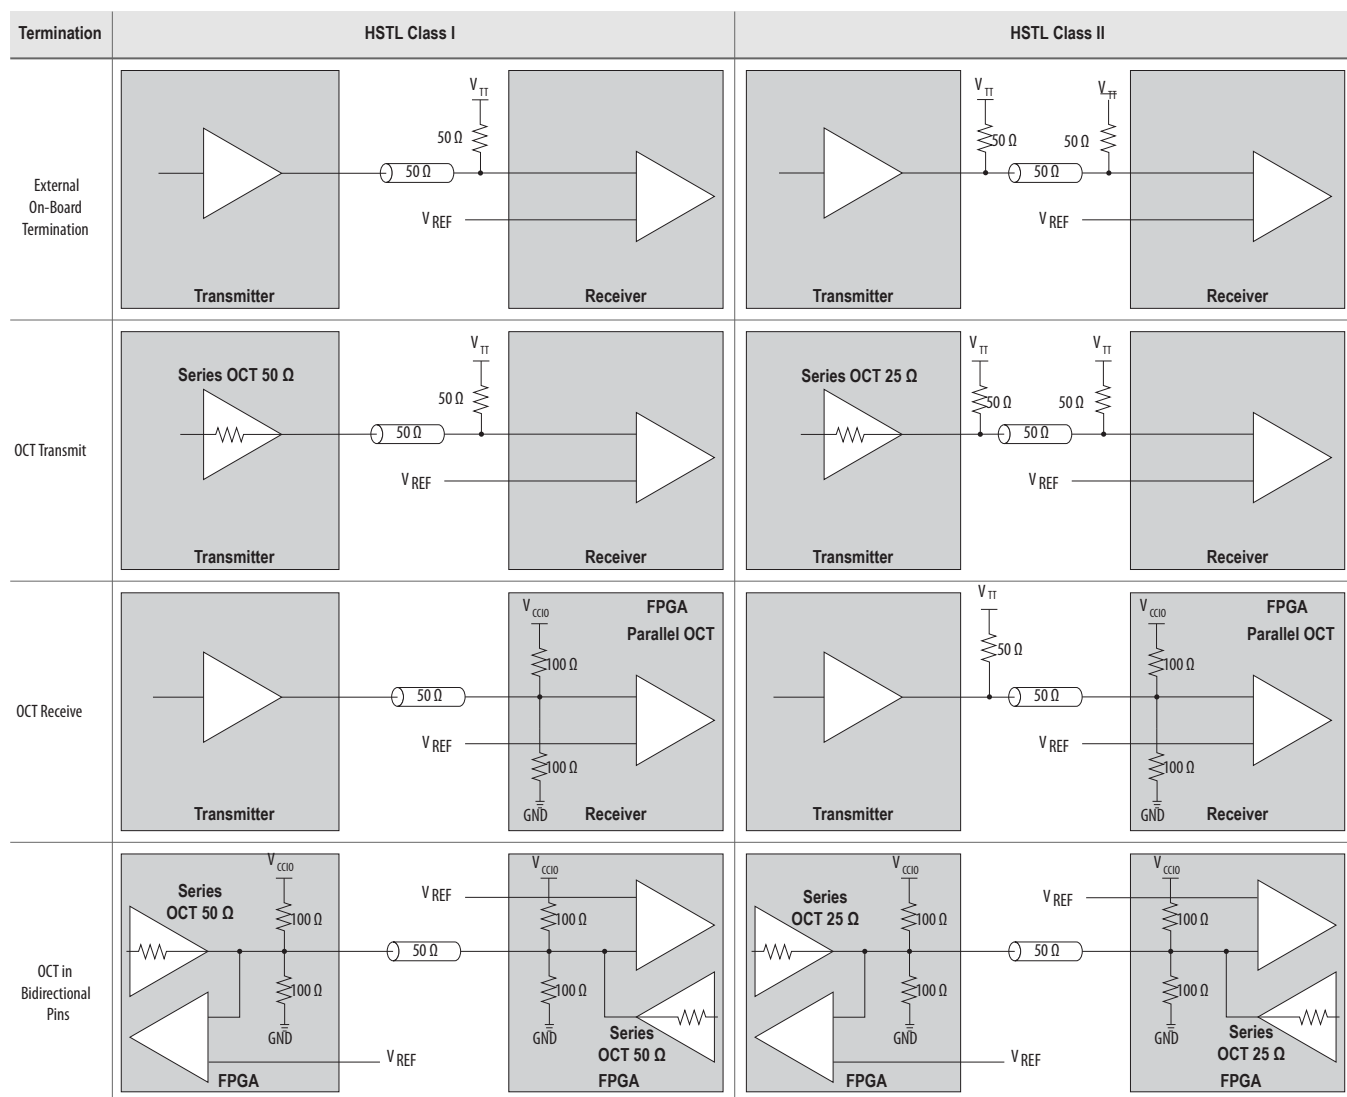 Termination
HSTL Class I
HSTL Class II
External
On-Board
Termination
V TT
50 Ω
50 Ω
V REF
Transmitter
Receiver
V TT
V TT
50 Ω
50 Ω
50 Ω
V REF
Transmitter
Receiver
OCT Transmit
Series OCT 50 Ω
V TT
50 Ω
50 Ω
V REF
Transmitter
Receiver
Series OCT 25 Ω
V TT
V TT
50 Ω
50 Ω
50 Ω
V REF
Transmitter
Receiver
OCT Receive
V CCIO
FPGA
Parallel OCT
100 Ω
50 Ω
V REF
100 Ω
GND
Transmitter
Receiver
V TT
50 Ω
V CCIO
FPGA
Parallel OCT
100 Ω
50 Ω
V REF
100 Ω
GND
Transmitter
Receiver
OCT in
Bidirectional
Pins
V CCIO
Series
OCT 50 Ω
100 Ω
100 Ω
GND
V REF
FPGA
50 Ω
V REF
V CCIO
100 Ω
100 Ω
GND
Series
OCT 50 Ω
FPGA
V CCIO
Series
OCT 25 Ω
100 Ω
100 Ω
GND
V REF
FPGA
50 Ω
V REF
V CCIO
100 Ω
100 Ω
GND
Series
OCT 25 Ω
FPGA